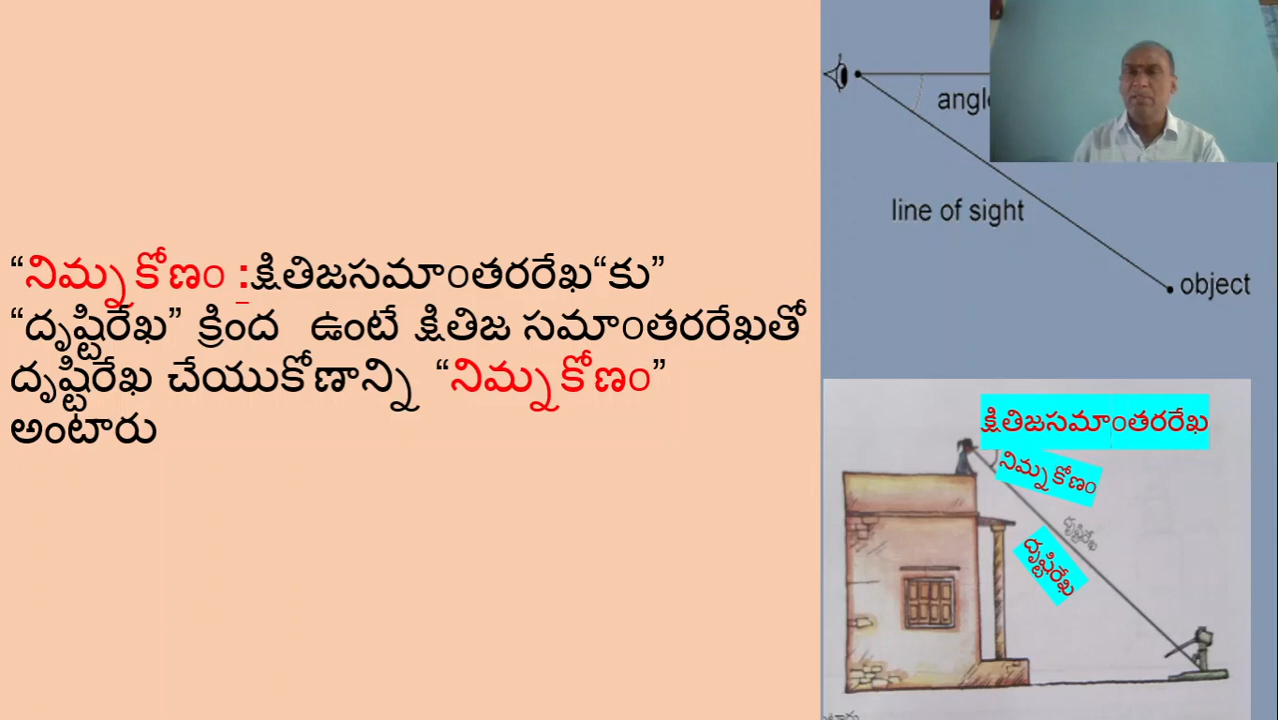 “నిమ్న కోణం :క్షితిజసమాంతరరేఖ“కు”
“దృష్టిరేఖ” క్రింద ఉంటే క్షితిజ సమాంతరరేఖతో
దృష్టిరేఖ చేయుకోణాన్ని “నిమ్న కోణం”
అంటారు
line of sight
object
క్షితిజసమాంతరరేఖ
నిమ్న కోణం
దృష్టిరేఖ
దృష్టిరేఖ